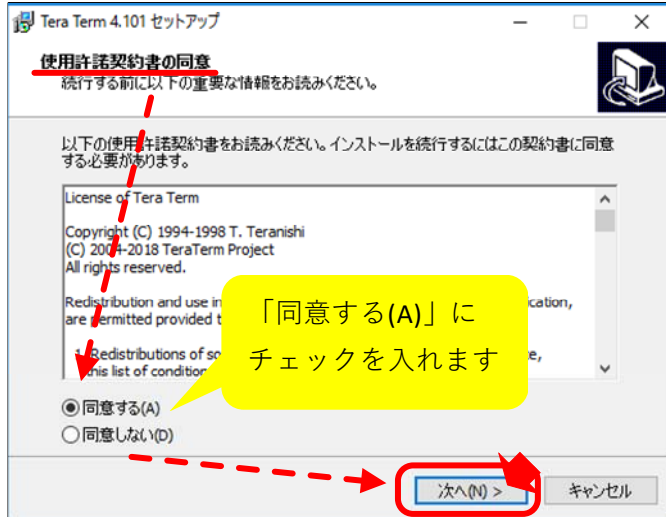 Tera Term 4.101 セットアップ
使用許諾契約書の同意
続行する前に以下の重要な情報をお読みください。
以下の使用許諾契約書をお読みください。インストールを続行するにはこの契約書に同意
する必要があります。
License of Tera Term
Copyright (C) 1994-1998 T. Teranishi
(C) 2004-2018 TeraTerm Project
All rights reserved.
Redistribution and use in
are permitted provided
1. Redistributions of
this list of
「同意する(A)」に
チェックを入れます
同意する(A)
同意しない(D)
次へ(N) >
キャンセル